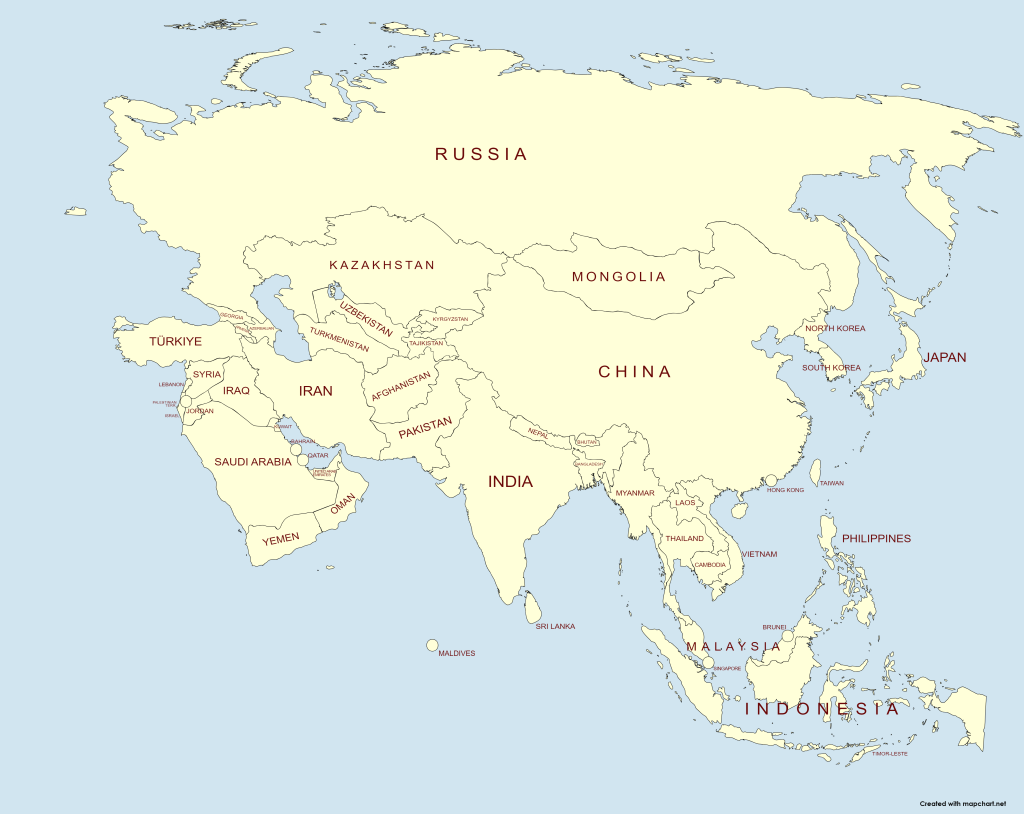 RUSSIA
KAZAKHSTAN
MONGOLIA
UZBEKISTAN
GEORGIA
AZERBAIJAN
KYRGYZSTAN
TURKMENISTAN
NORTH KOREA
TÜRKIYE
TAJIKISTAN
JAPAN
SOUTH KOREA
CHINA
SYRIA
LEBANON
IRAQ
IRAN
AFGHANISTAN
PALESTINIAN
TERR.
JORDAN
ISRAEL
KUWAIT
PAKISTAN
NEPAL
BHUTAN
BAHRAIN
QATAR
SAUDI ARABIA
BANGLADESH
UNITED ARAB
EMIRATES
INDIA
TAIWAN
HONG KONG
MYANMAR
LAOS
OMAN
YEMEN
THAILAND
PHILIPPINES
VIETNAM
CAMBODIA
SRI LANKA
BRUNEI
MALAYSIA
MALDIVES
SINGAPORE
INDONESIA
TIMOR-LESTE
Created with mapchart.net